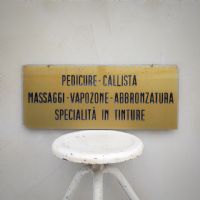 PEDICURE-CALLISTA
MASSAGGI-VAPOZONE-ABBRONZATURA
SPECIALITÀ IN TINTURE